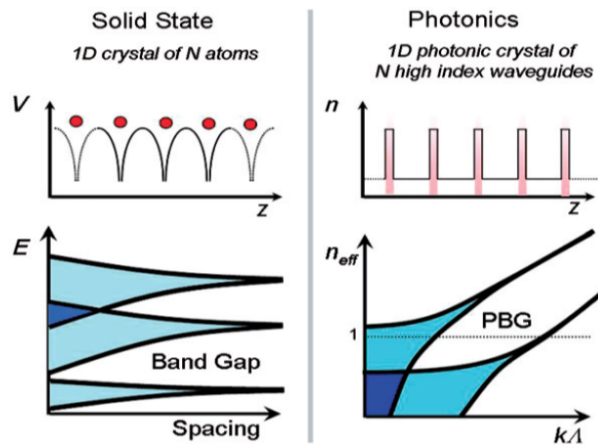 Solid State
1D crystal of N atoms
V
z
E
Band Gap
Spacing
Photonics
1D photonic crystal of
N high index waveguides
n
z
neff
1
PBG
kΛ